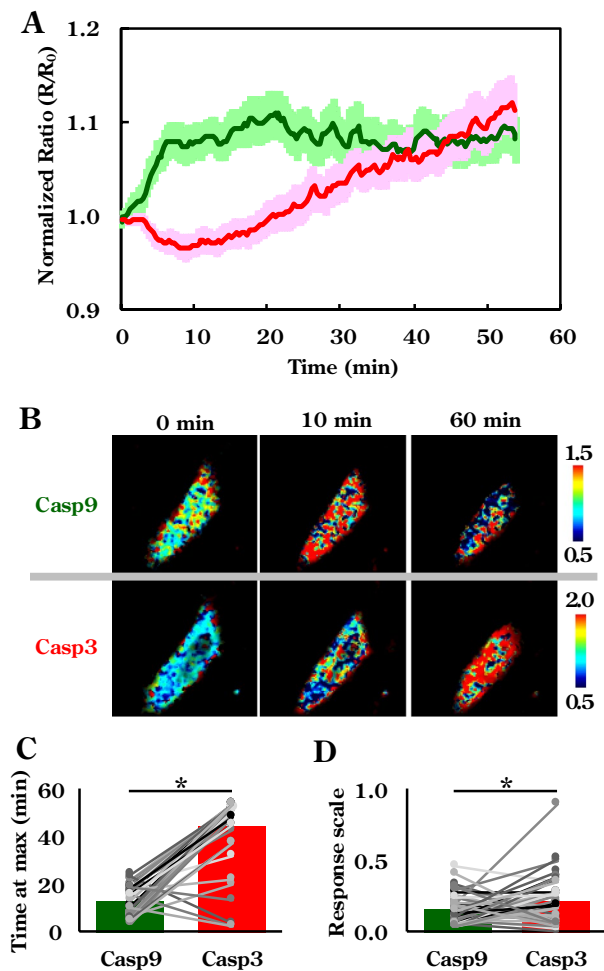 A
1.2
1.1
1.0
0.9
Normalized Ratio (R/R0)
0 10 20 30 40 50 60
Time (min)
B
0 min 10 min 60 min
Casp9
1.5
0.5
Casp3
2.0
0.5
C
Time at max (min)
60
40
20
0
*
Casp9 Casp3
D
Response scale
1.0
0.5
0.0
*
Casp9 Casp3